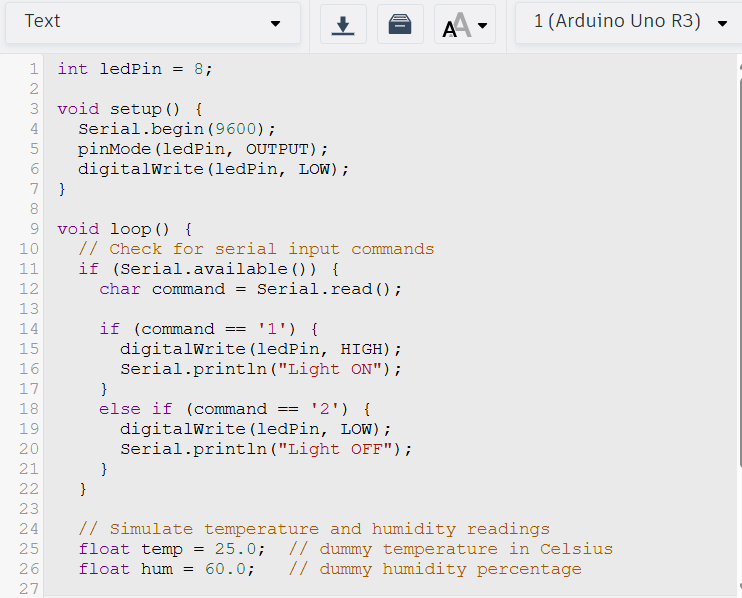 Text
1 (Arduino Uno R3)
1 int ledPin = 8;
2
3 void setup() {
4   Serial.begin(9600);
5   pinMode(ledPin, OUTPUT);
6   digitalWrite(ledPin, LOW);
7 }
8
9 void loop() {
10   // Check for serial input commands
11   if (Serial.available()) {
12     char command = Serial.read();
13
14     if (command == '1') {
15       digitalWrite(ledPin, HIGH);
16       Serial.println("Light ON");
17     }
18     else if (command == '2') {
19       digitalWrite(ledPin, LOW);
20       Serial.println("Light OFF");
21     }
22   }
23
24   // Simulate temperature and humidity readings
25   float temp = 25.0;  // dummy temperature in Celsius
26   float hum = 60.0;   // dummy humidity percentage
27